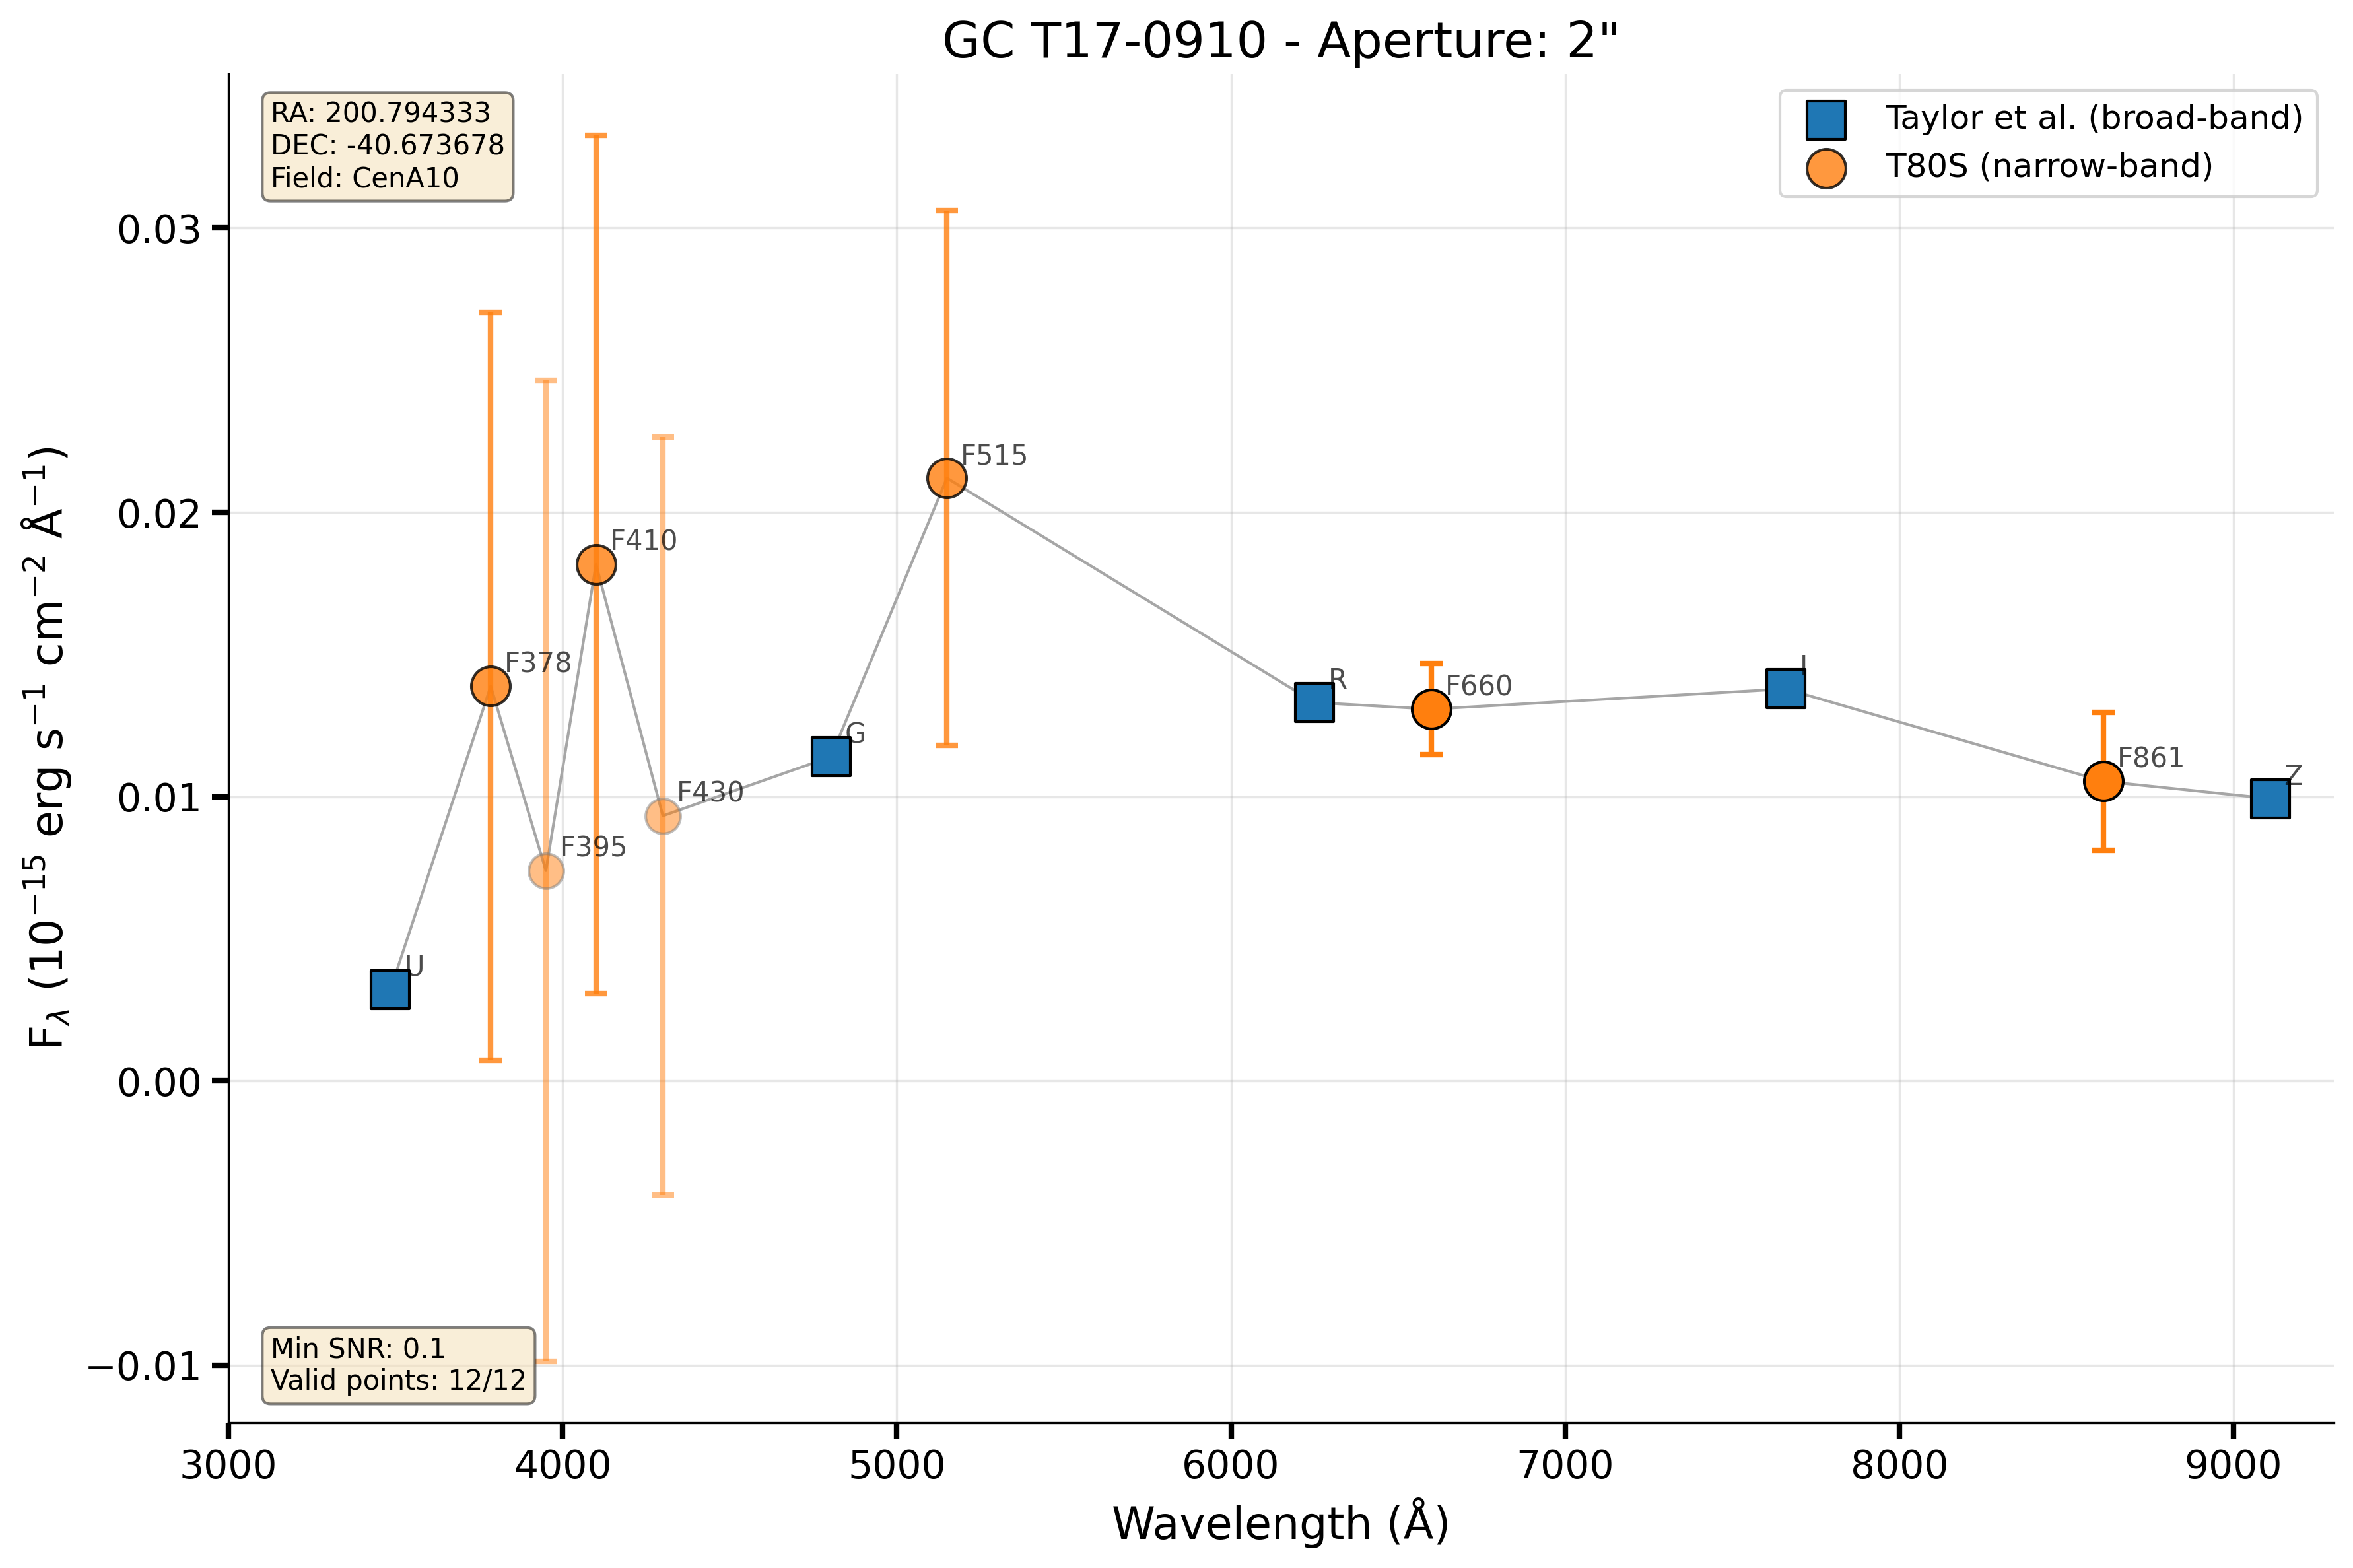 GC T17-0910 - Aperture: 2"
RA: 200.794333
DEC: -40.673678
Field: CenA10
Taylor et al. (broad-band)
T80S (narrow-band)
F$_{\lambda}$ (10$^{-15}$ erg s$^{-1}$ cm$^{-2}$ Å$^{-1}$)
0.03
0.02
0.01
0.00
−0.01
U
F378
F395
F410
F430
G
F515
R
F660
I
F861
Z
Min SNR: 0.1
Valid points: 12/12
3000 4000 5000 6000 7000 8000 9000
Wavelength (Å)